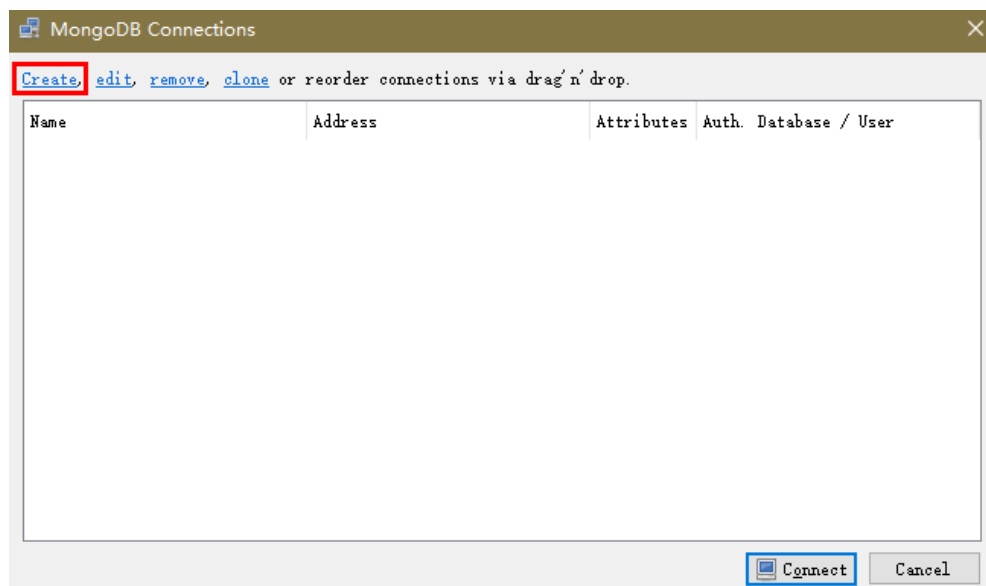 MongoDB Connections
Create, edit, remove, clone or reorder connections via drag'n'drop.
Name Address Attributes Auth. Database / User
Connect Cancel